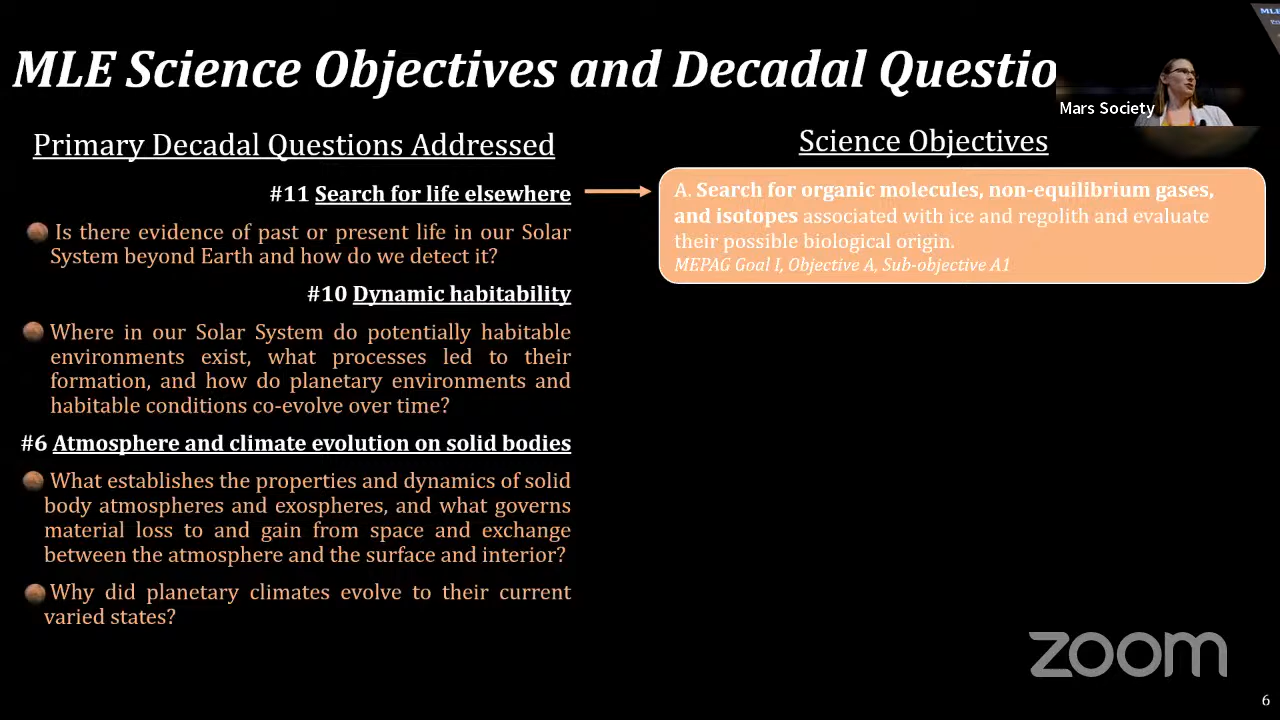 MLE Science Objectives and Decadal Questio
MLE
Mars Society
Primary Decadal Questions Addressed
#11 Search for life elsewhere
Is there evidence of past or present life in our Solar
System beyond Earth and how do we detect it?
#10 Dynamic habitability
Where in our Solar System do potentially habitable
environments exist, what processes led to their
formation, and how do planetary environments and
habitable conditions co-evolve over time?
#6 Atmosphere and climate evolution on solid bodies
What establishes the properties and dynamics of solid
body atmospheres and exospheres, and what governs
material loss to and gain from space and exchange
between the atmosphere and the surface and interior?
Why did planetary climates evolve to their current
varied states?
Science Objectives
A. Search for organic molecules, non-equilibrium gases,
and isotopes associated with ice and regolith and evaluate
their possible biological origin.
MEPAG Goal I, Objective A, Sub-objective A1
zoom
6